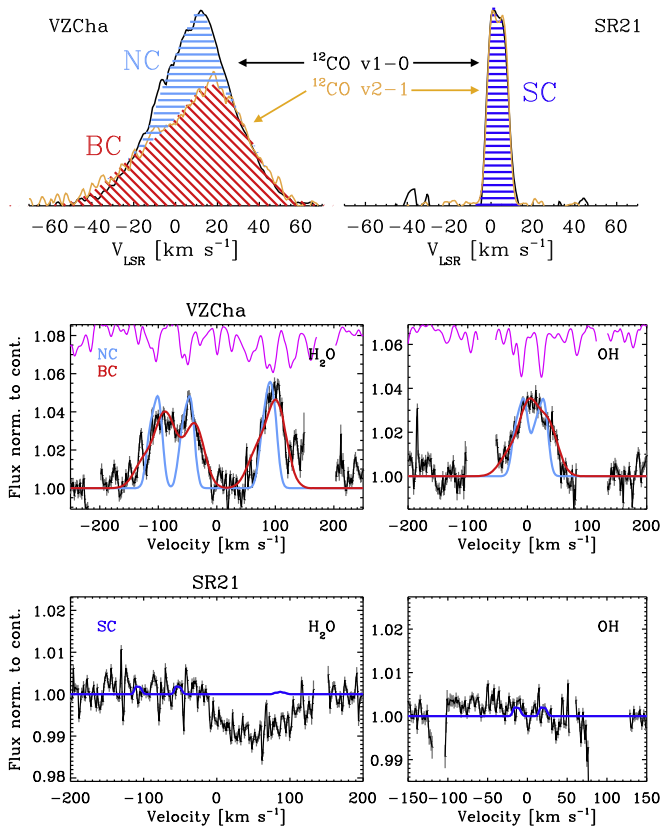 VZCha SR21
NC
¹²CO v1-0
¹²CO v2-1
SC
BC
-60 -40 -20 0 20 40 60 -60 -40 -20 0 20 40 60
V_LSR [km s⁻¹] V_LSR [km s⁻¹]
VZCha
1.08
1.06
1.04
1.02
1.00
Flux norm. to cont.
NC
BC
H₂O
-250 -200 -100 0 100 200 250
Velocity [km s⁻¹]
1.06
1.04
1.02
1.00
OH
-200 -100 0 100 200
Velocity [km s⁻¹]
SR21
1.02
1.01
1.00
0.99
0.98
Flux norm. to cont.
SC
H₂O
-200 -100 0 100 200
Velocity [km s⁻¹]
1.02
1.01
1.00
0.99
OH
-150 -100 -50 0 50 100 150
Velocity [km s⁻¹]